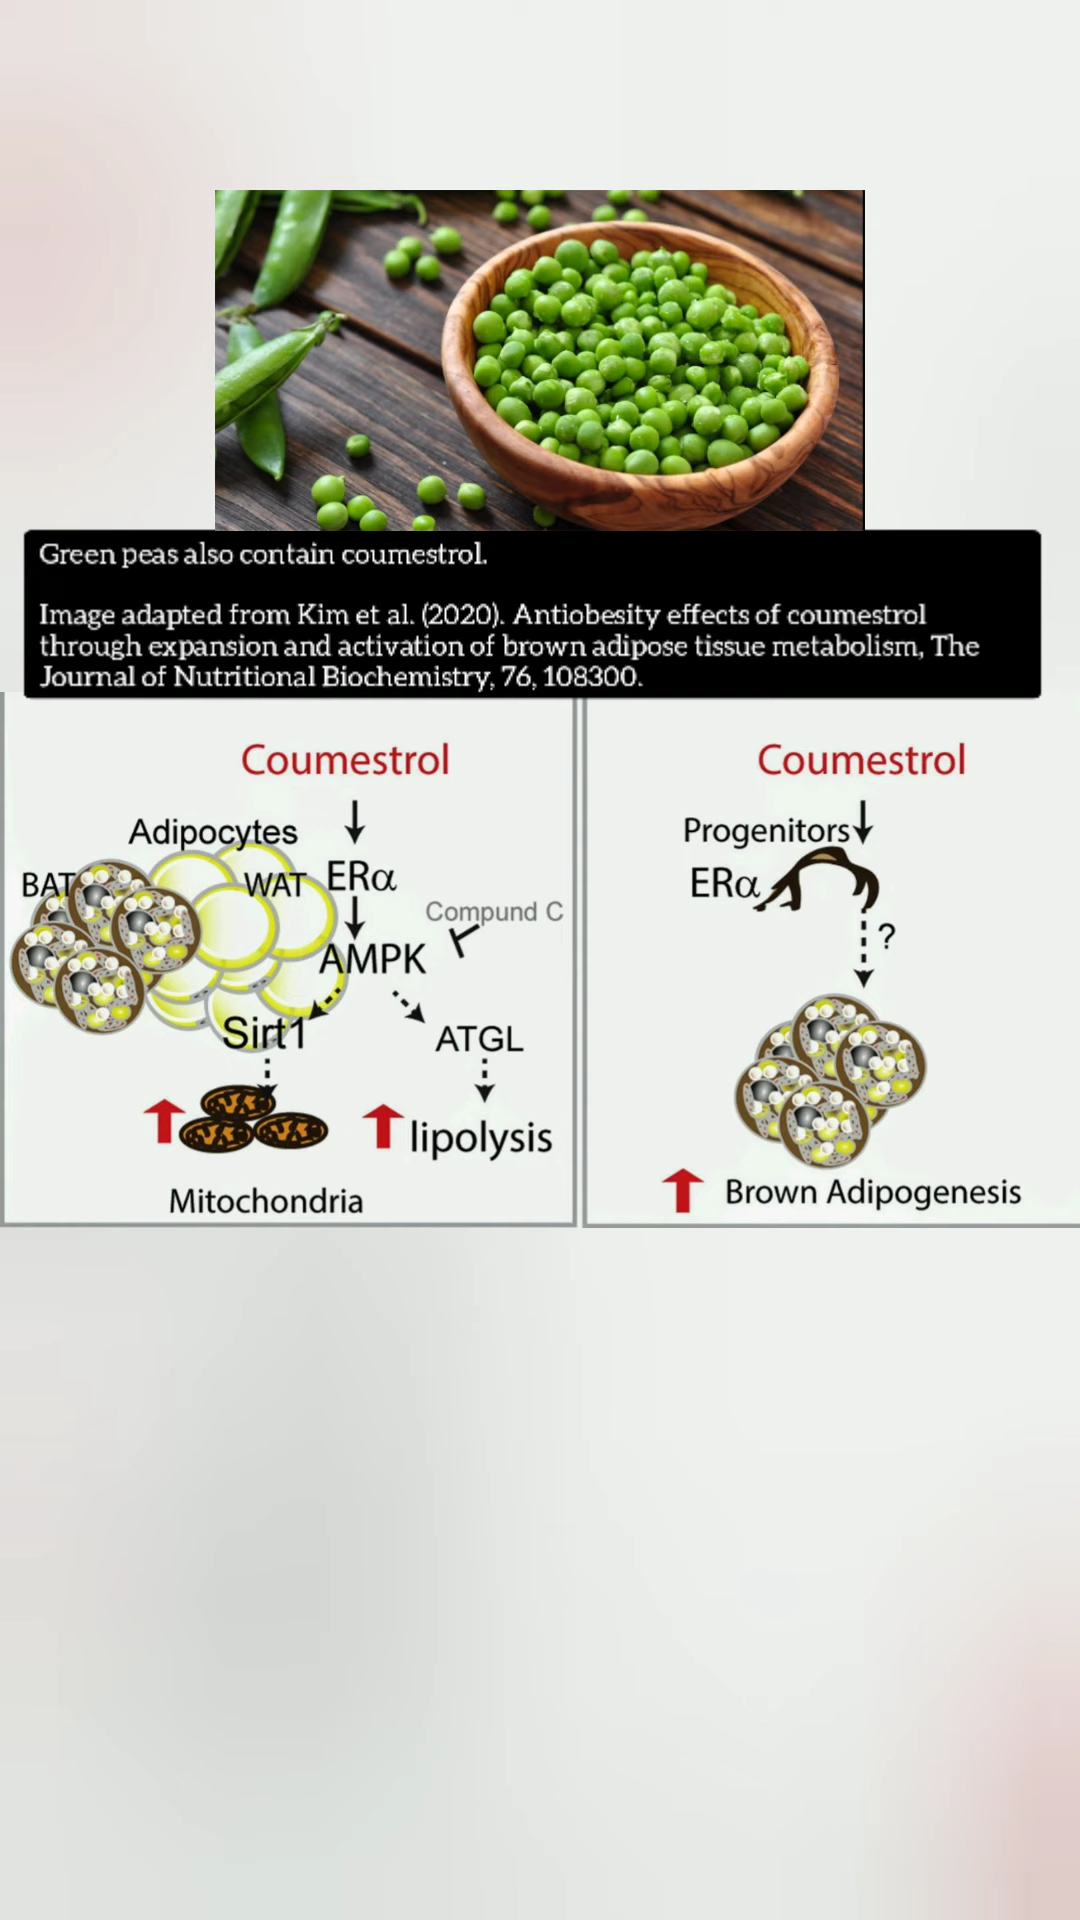 Green peas also contain coumestrol.
Image adapted from Kim et al. (2020). Antiobesity effects of coumestrol
through expansion and activation of brown adipose tissue metabolism, The
Journal of Nutritional Biochemistry, 76, 108300.
Coumestrol
Adipocytes
BAT
WAT
ERα
Compund C
AMPK
Sirt1
ATGL
lipolysis
Mitochondria
Coumestrol
Progenitors
ERα
?
Brown Adipogenesis